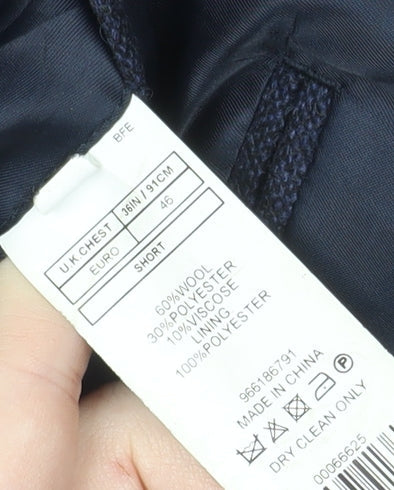 BFE
U.K.CHEST 36IN / 91CM
EURO 46
SHORT
60%WOOL
30%POLYESTER
10%VISCOSE
LINING
100%POLYESTER
966186791
MADE IN CHINA
P
DRY CLEAN ONLY
00066625